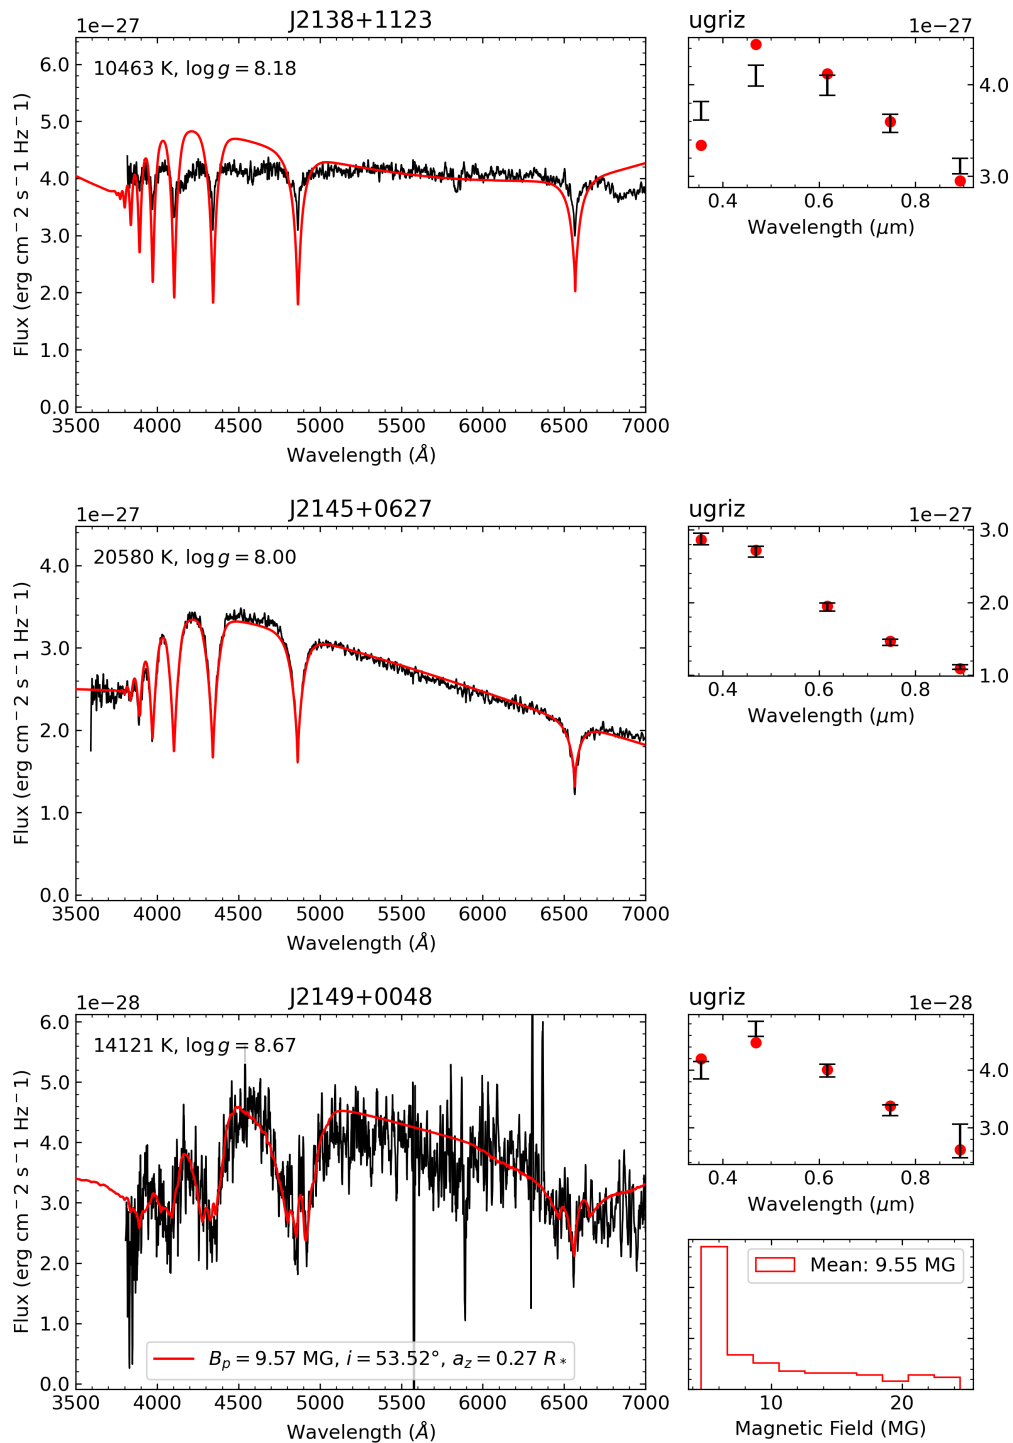 J2138+1123
1e−27
10463 K, log g = 8.18
6.0
5.0
4.0
3.0
2.0
1.0
0.0
Flux (erg cm−2 s−1 Hz−1)
3500 4000 4500 5000 5500 6000 6500 7000
Wavelength (Å)
ugriz
1e−27
4.0
3.0
0.4 0.6 0.8
Wavelength (μm)
J2145+0627
1e−27
20580 K, log g = 8.00
4.0
3.0
2.0
1.0
0.0
Flux (erg cm−2 s−1 Hz−1)
3500 4000 4500 5000 5500 6000 6500 7000
Wavelength (Å)
ugriz
1e−27
3.0
2.0
1.0
0.4 0.6 0.8
Wavelength (μm)
J2149+0048
1e−28
14121 K, log g = 8.67
6.0
5.0
4.0
3.0
2.0
1.0
0.0
Flux (erg cm−2 s−1 Hz−1)
B_p = 9.57 MG, i = 53.52°, a_z = 0.27 R_*
3500 4000 4500 5000 5500 6000 6500 7000
Wavelength (Å)
ugriz
1e−28
4.0
3.0
0.4 0.6 0.8
Wavelength (μm)
Mean: 9.55 MG
10 20
Magnetic Field (MG)